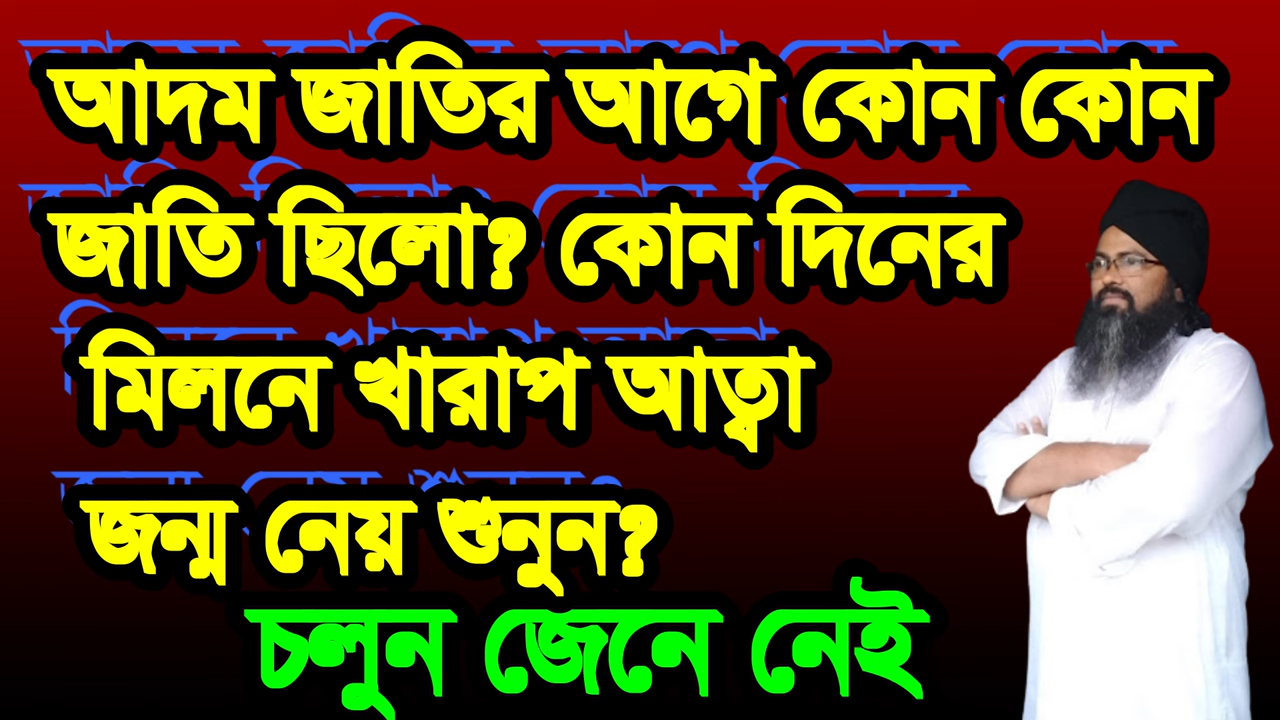 আদম জাতির আগে কোন কোন
জাতি ছিলো? কোন দিনের
মিলনে খারাপ আত্বা
জন্ম নেয় শুনুন?
চলুন জেনে নেই